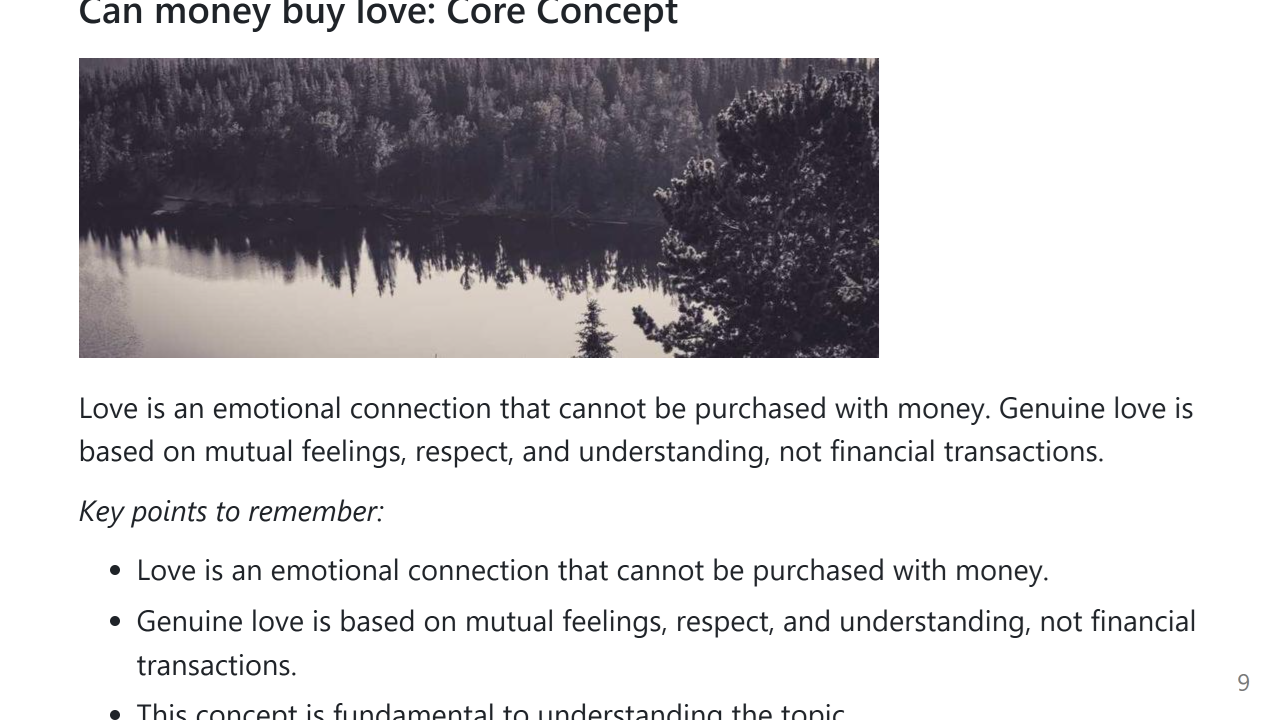 Can money buy love: Core Concept
Love is an emotional connection that cannot be purchased with money. Genuine love is
based on mutual feelings, respect, and understanding, not financial transactions.
Key points to remember:
Love is an emotional connection that cannot be purchased with money.
Genuine love is based on mutual feelings, respect, and understanding, not financial
transactions.
This concept is fundamental to understanding the topic
9